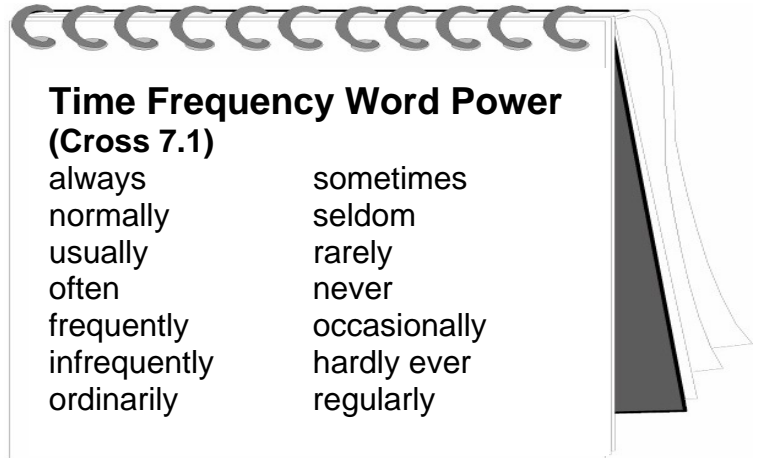 Time Frequency Word Power
(Cross 7.1)
always sometimes
normally seldom
usually rarely
often never
frequently occasionally
infrequently hardly ever
ordinarily regularly